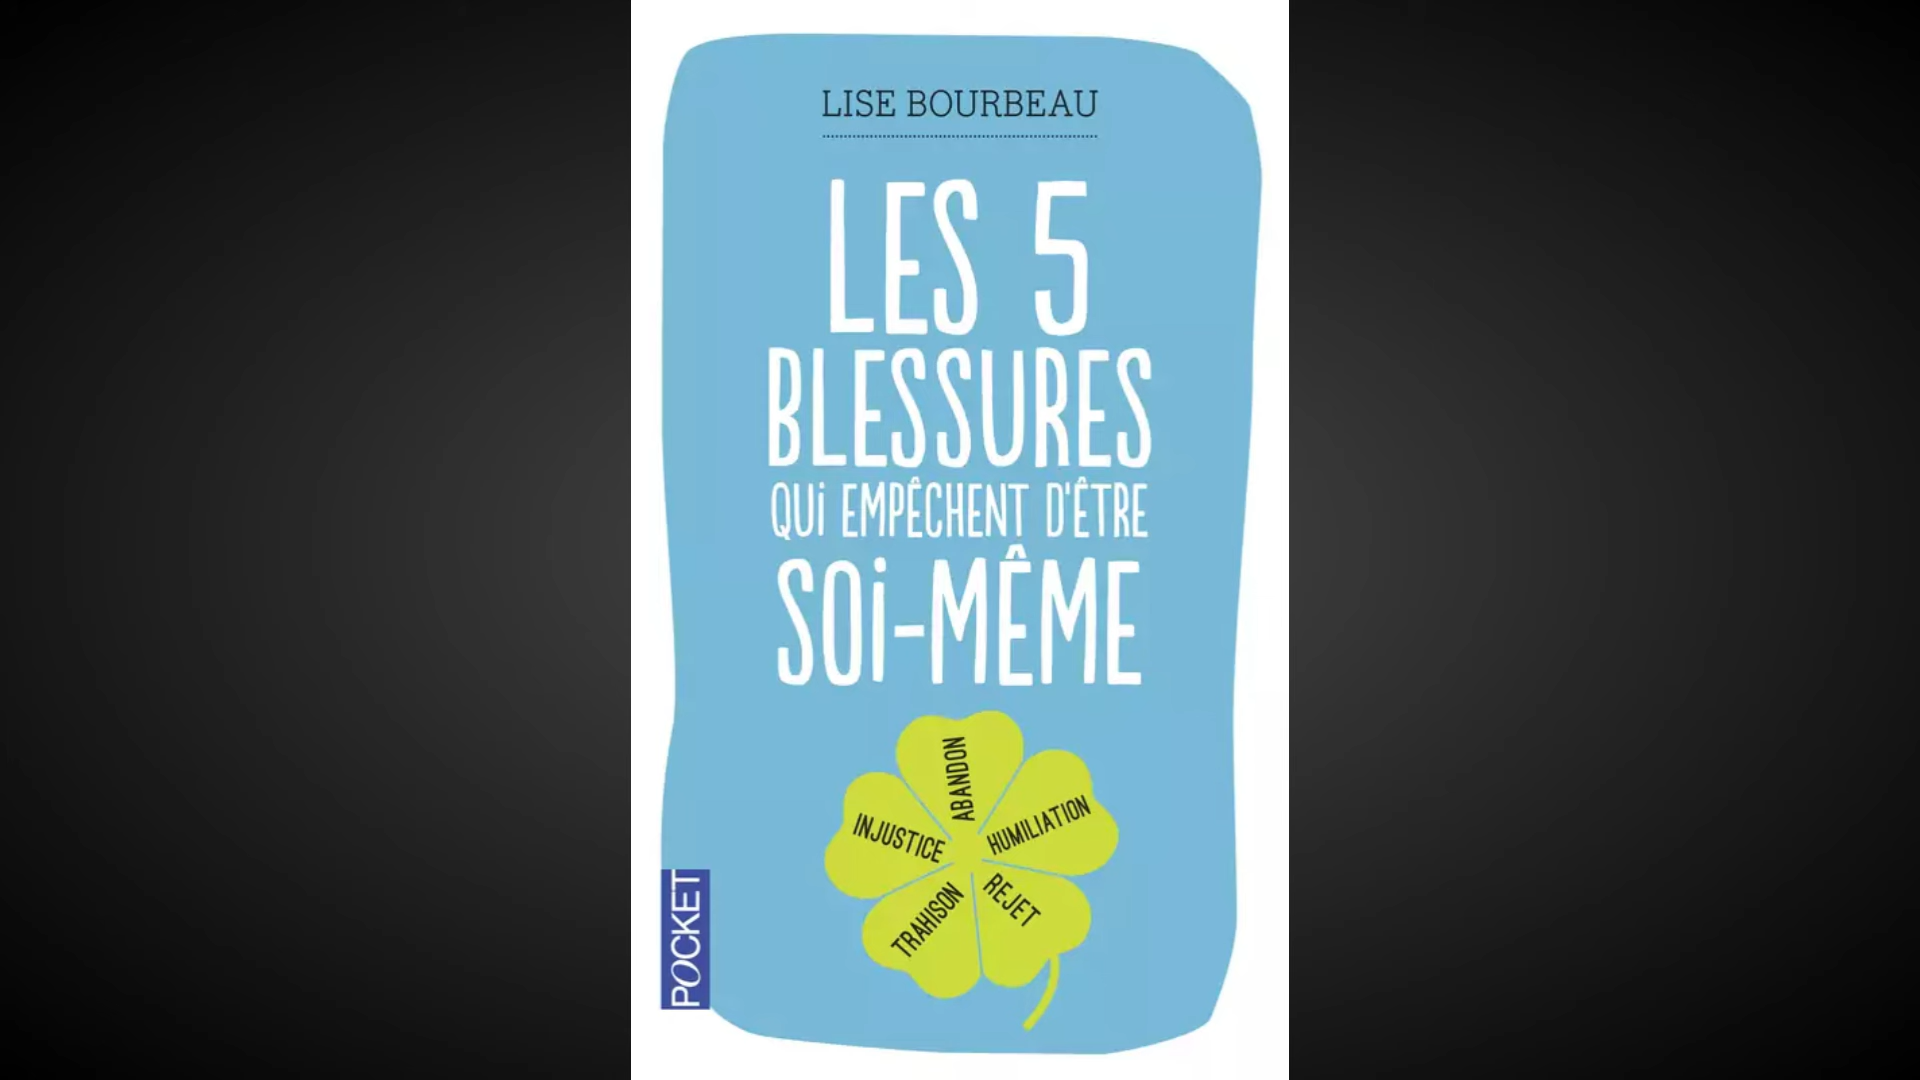 LISE BOURBEAU
LES 5
BLESSURES
QUi EMPÊCHENT D'ÊTRE
SOi-MÊME
ABANDON
HUMILIATION
INJUSTICE
REJET
TRAHISON
POCKET